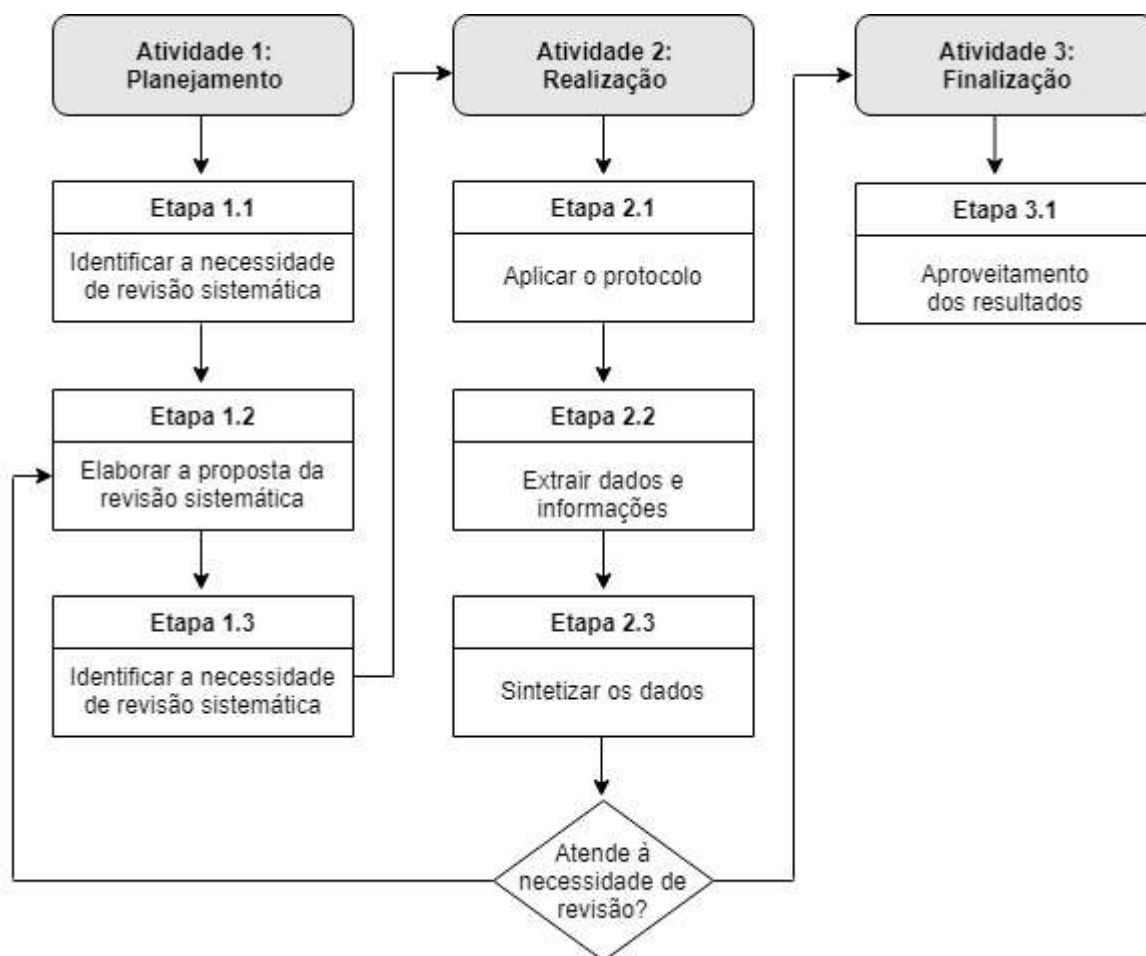 Atividade 1:
Planejamento
Etapa 1.1
Identificar a necessidade
de revisão sistemática
Etapa 1.2
Elaborar a proposta da
revisão sistemática
Etapa 1.3
Identificar a necessidade
de revisão sistemática
Atividade 2:
Realização
Etapa 2.1
Aplicar o protocolo
Etapa 2.2
Extrair dados e
informações
Etapa 2.3
Sintetizar os dados
Atende à
necessidade de
revisão?
Atividade 3:
Finalização
Etapa 3.1
Aproveitamento
dos resultados